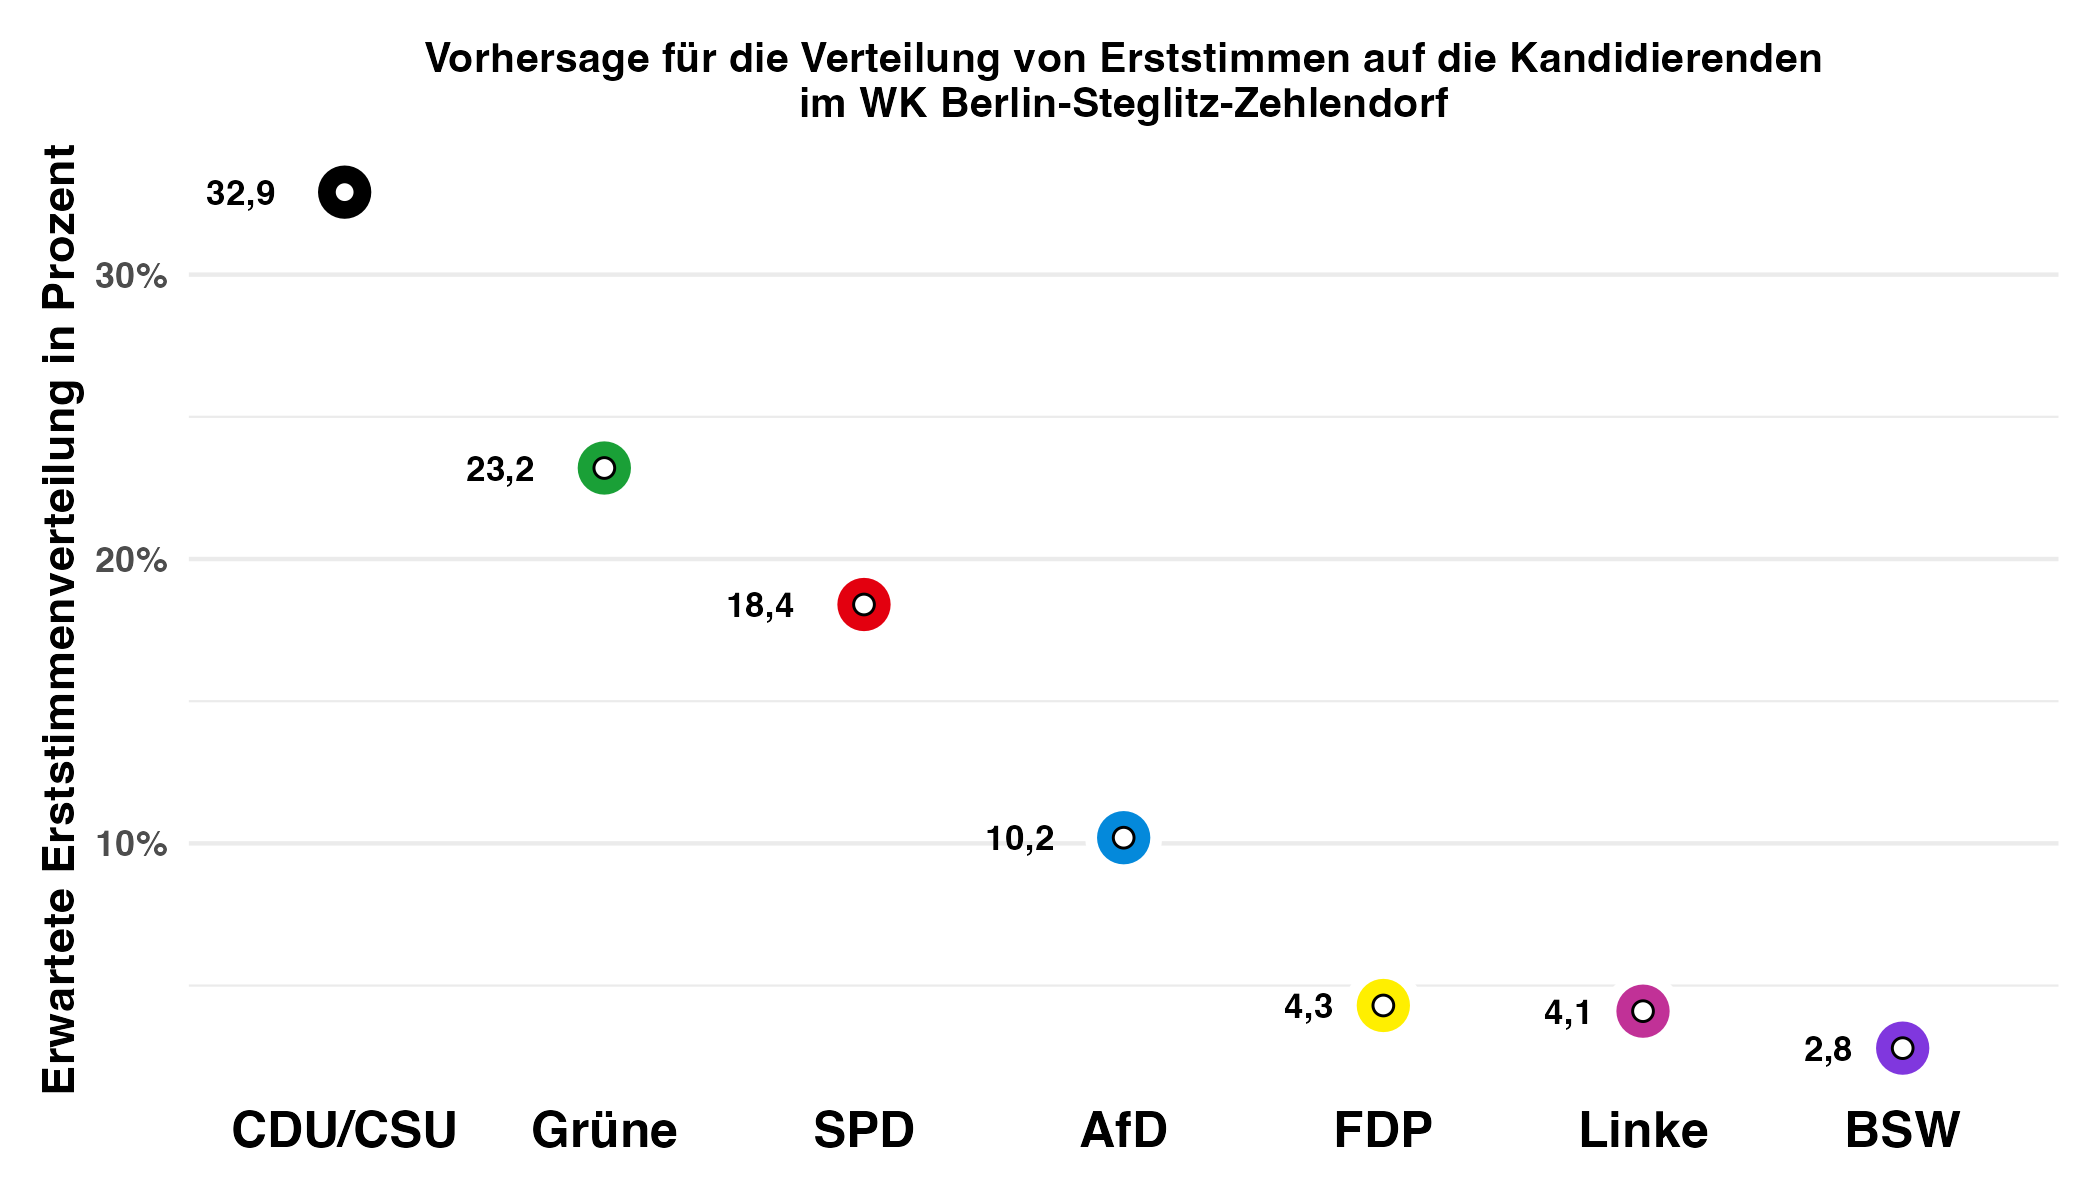 Vorhersage für die Verteilung von Erststimmen auf die Kandidierenden
im WK Berlin-Steglitz-Zehlendorf
Erwartete Erststimmenverteilung in Prozent
30%
20%
10%
32,9
23,2
18,4
10,2
4,3
4,1
2,8
CDU/CSU
Grüne
SPD
AfD
FDP
Linke
BSW